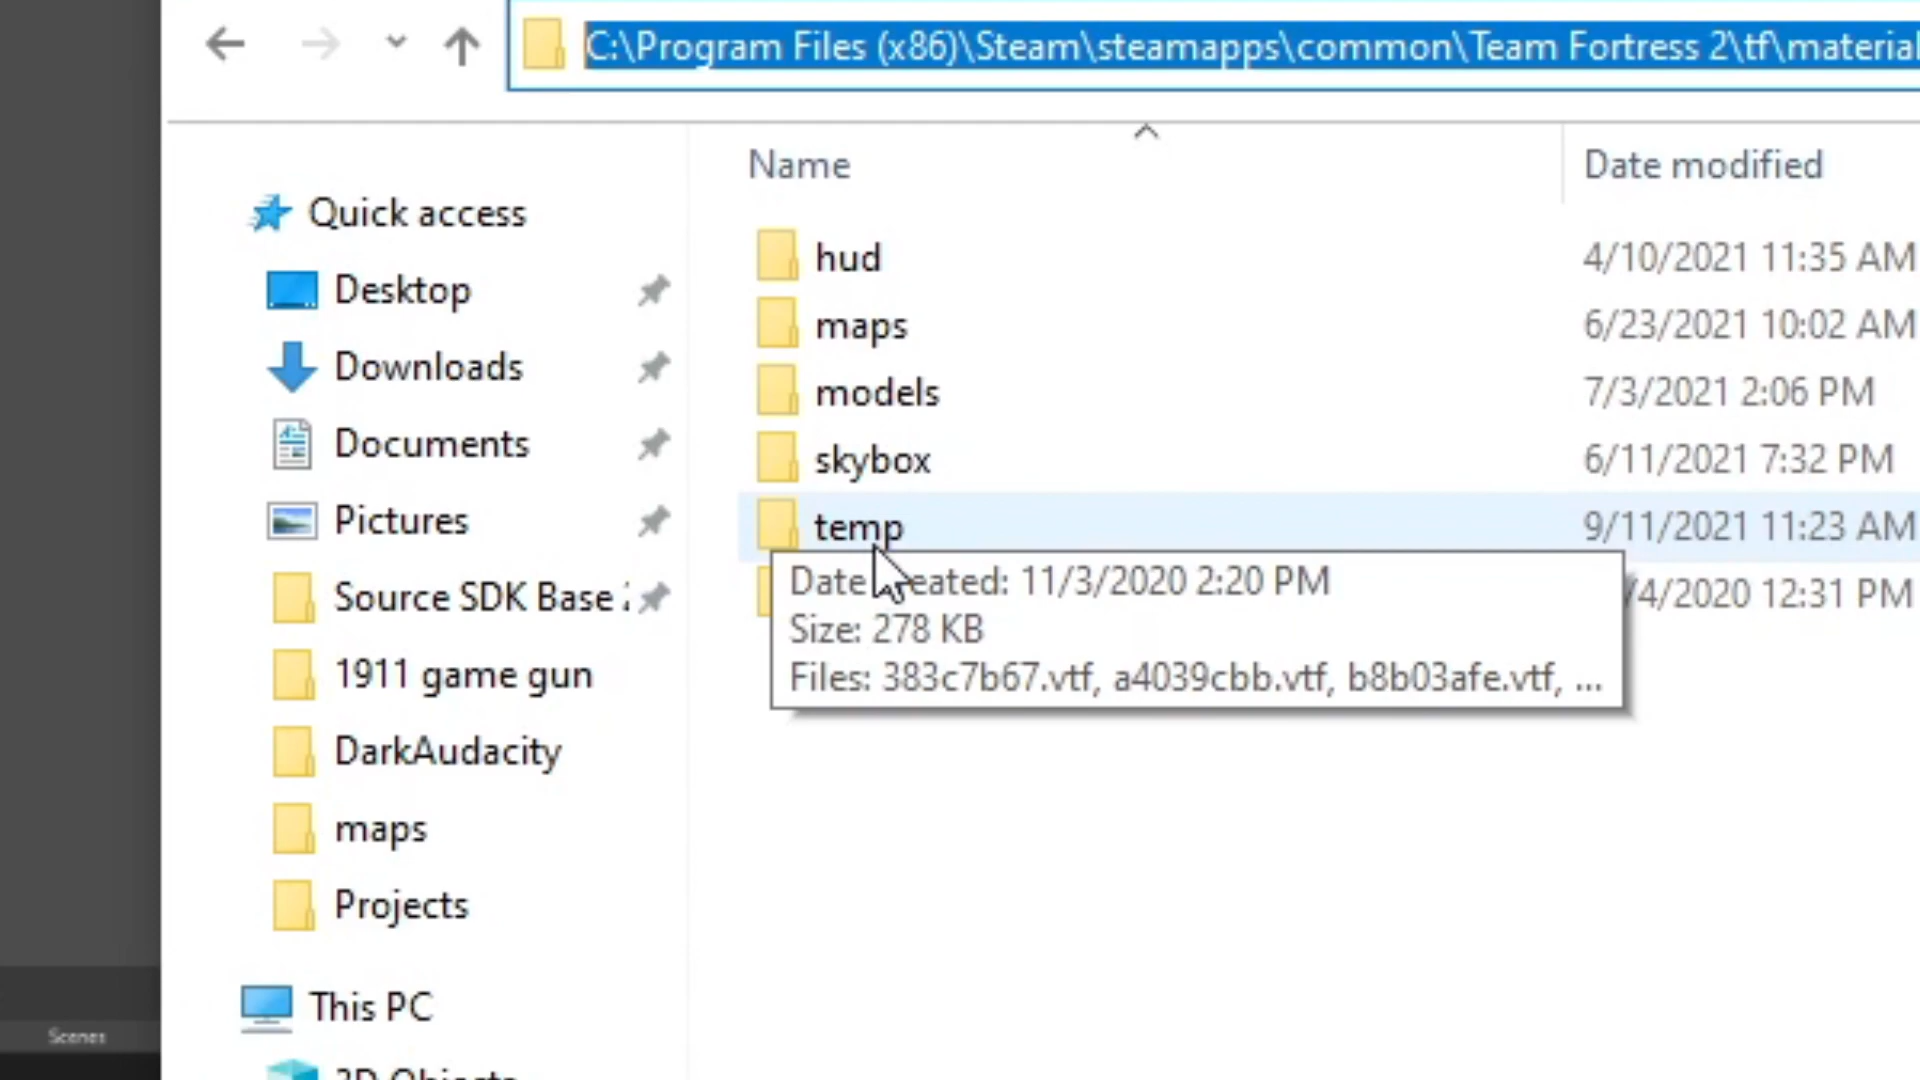 C:\Program Files (x86)\Steam\steamapps\common\Team Fortress 2\tf\material
Name
Date modified
Quick access
Desktop
Downloads
Documents
Pictures
Source SDK Base
1911 game gun
DarkAudacity
maps
Projects
This PC
3D Objects
hud 4/10/2021 11:35 AM
maps 6/23/2021 10:02 AM
models 7/3/2021 2:06 PM
skybox 6/11/2021 7:32 PM
temp 9/11/2021 11:23 AM
/4/2020 12:31 PM
Date created: 11/3/2020 2:20 PM
Size: 278 KB
Files: 383c7b67.vtf, a4039cbb.vtf, b8b03afe.vtf, ...
Scenes